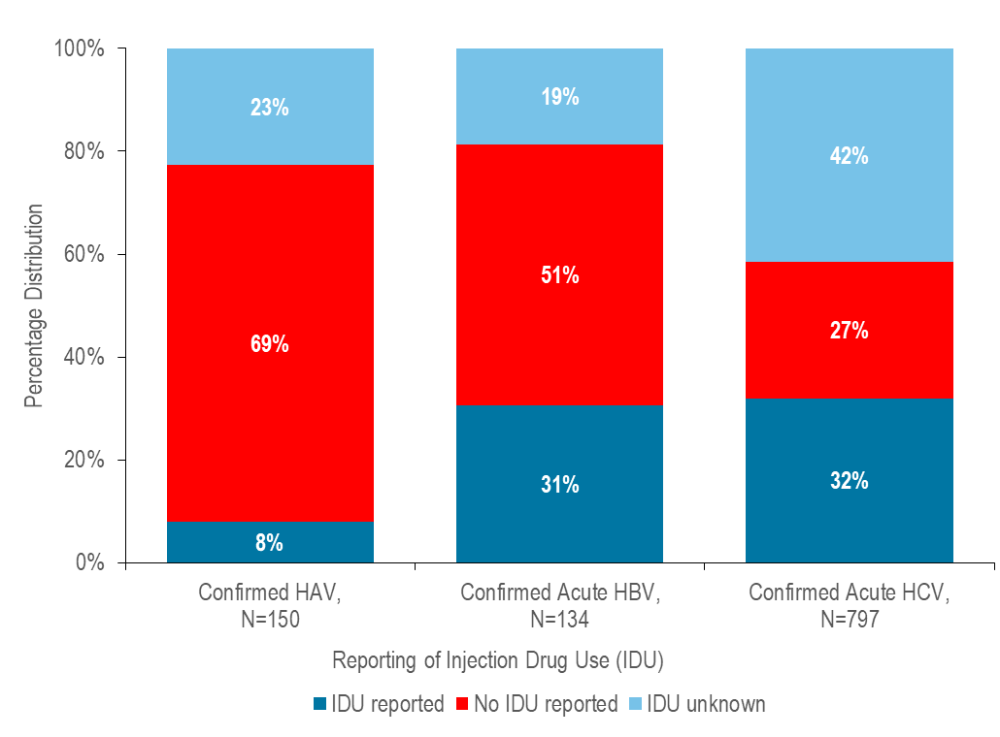 100%
80%
60%
40%
20%
0%
Percentage Distribution
23%
69%
8%
19%
51%
31%
42%
27%
32%
Confirmed HAV,
N=150
Confirmed Acute HBV,
N=134
Confirmed Acute HCV,
N=797
Reporting of Injection Drug Use (IDU)
IDU reported
No IDU reported
IDU unknown